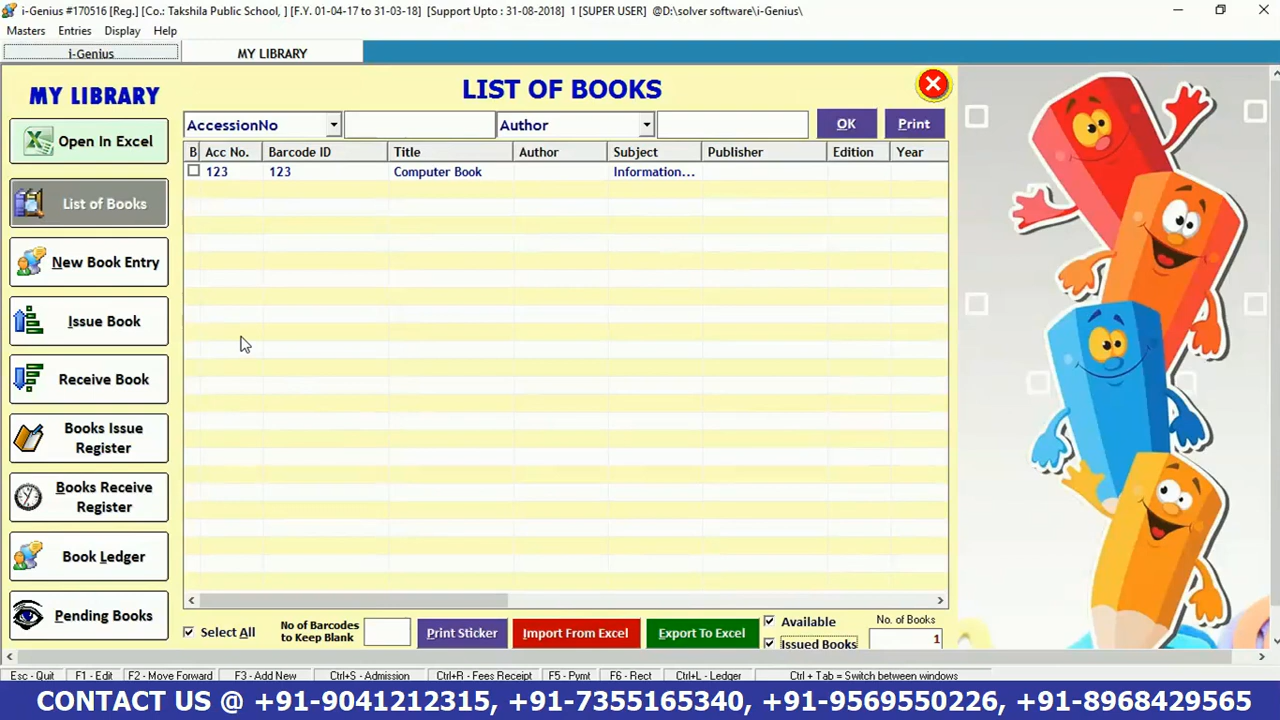 i-Genius #170516 [Reg.] [Co.: Takshila Public School, ] [F.Y. 01-04-17 to 31-03-18] [Support Upto : 31-08-2018] 1 [SUPER USER] @D:\solver software\i-Genius\
Masters Entries Display Help
i-Genius MY LIBRARY
MY LIBRARY
LIST OF BOOKS
AccessionNo Author OK Print
B Acc No. Barcode ID Title Author Subject Publisher Edition Year
123 123 Computer Book Information...
Open In Excel
List of Books
New Book Entry
Issue Book
Receive Book
Books Issue
Register
Books Receive
Register
Book Ledger
Pending Books
Select All
No of Barcodes
to Keep Blank
Print Sticker
Import From Excel
Export To Excel
Available
Issued Books
No. of Books
1
Esc - Quit F1 - Edit F2 - Move Forward F3 - Add New Ctrl+S - Admission Ctrl+R - Fees Receipt F5 - Pymt F6 - Rect Ctrl+L - Ledger Ctrl + Tab = Switch between windows
CONTACT US @ +91-9041212315, +91-7355165340, +91-9569550226, +91-8968429565